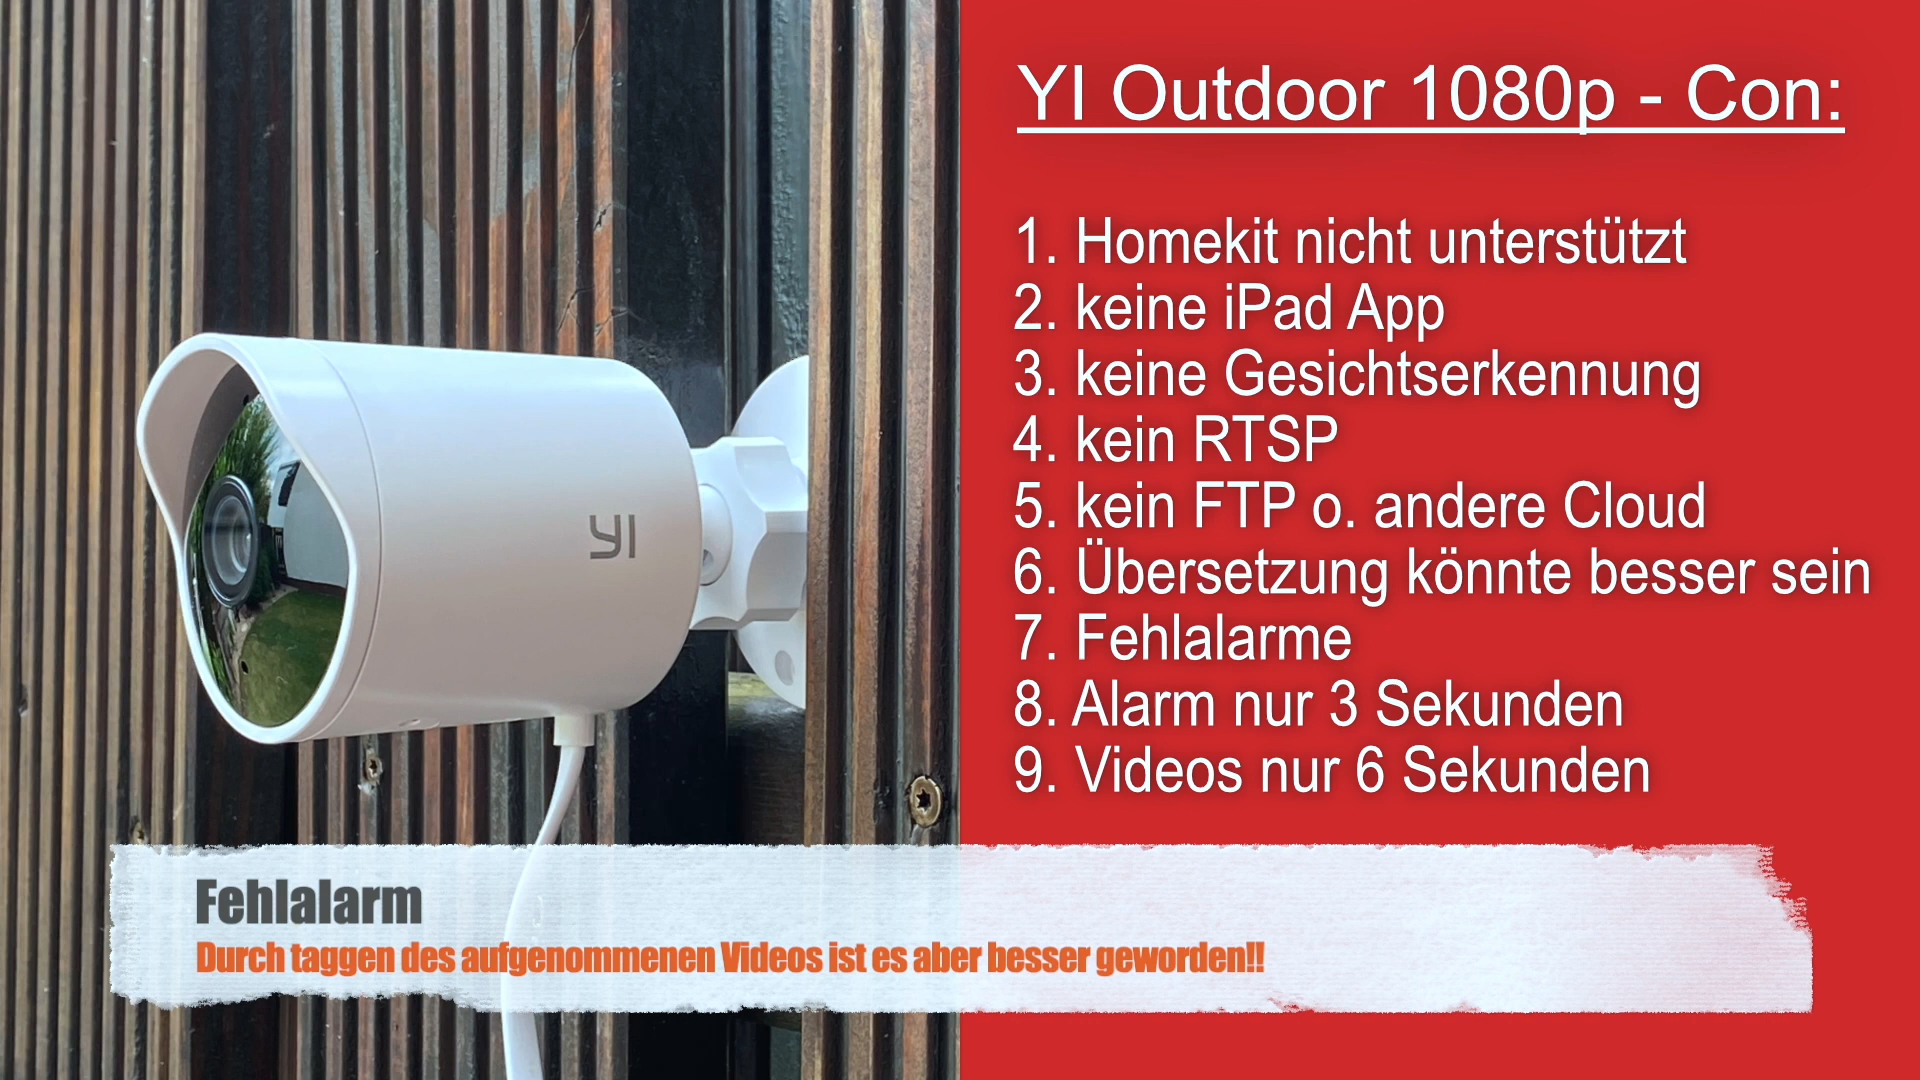 YI Outdoor 1080p - Con:
1. Homekit nicht unterstützt
2. keine iPad App
3. keine Gesichtserkennung
4. kein RTSP
5. kein FTP o. andere Cloud
6. Übersetzung könnte besser sein
7. Fehlalarme
8. Alarm nur 3 Sekunden
9. Videos nur 6 Sekunden
YI
Fehlalarm
Durch taggen des aufgenommenen Videos ist es aber besser geworden!!